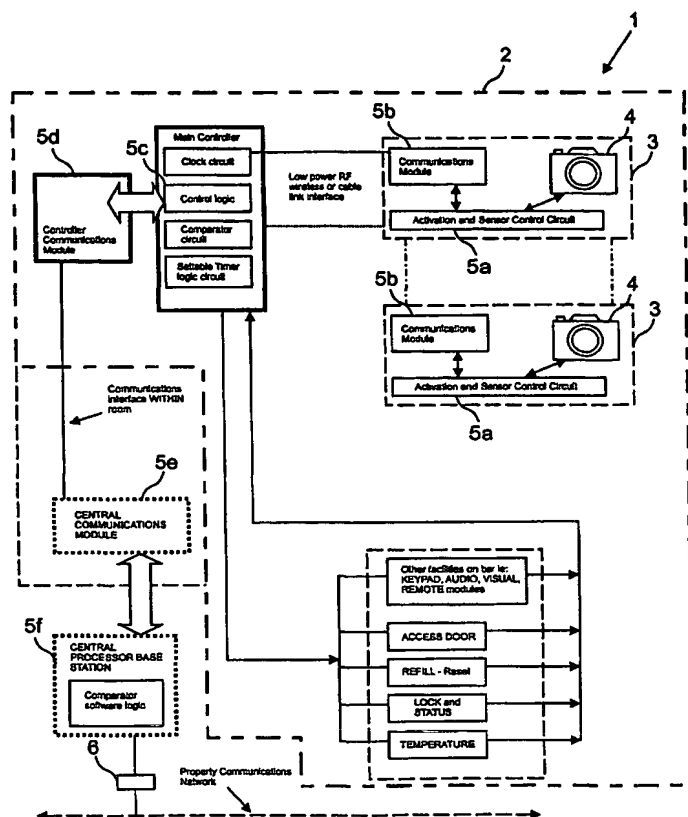 1
2
5d
5c
Main Controller
Clock circuit
Control logic
Comparator
circuit
Settable Timer
logic circuit
Controller
Communications
Module
Low power RF
wireless or cable
link interface
5b
Communications
Module
4
3
Activation and Sensor Control Circuit
5a
5b
Communications
Module
4
3
Activation and Sensor Control Circuit
5a
Communications
interface WITHIN
room
5e
CENTRAL
COMMUNICATIONS
MODULE
5f
CENTRAL
PROCESSOR BASE
STATION
Comparator
software logic
6
Property Communications
Network
Other facilities on bar ie:
KEYPAD, AUDIO, VISUAL,
REMOTE modules
ACCESS DOOR
REFILL - Reset
LOCK and
STATUS
TEMPERATURE